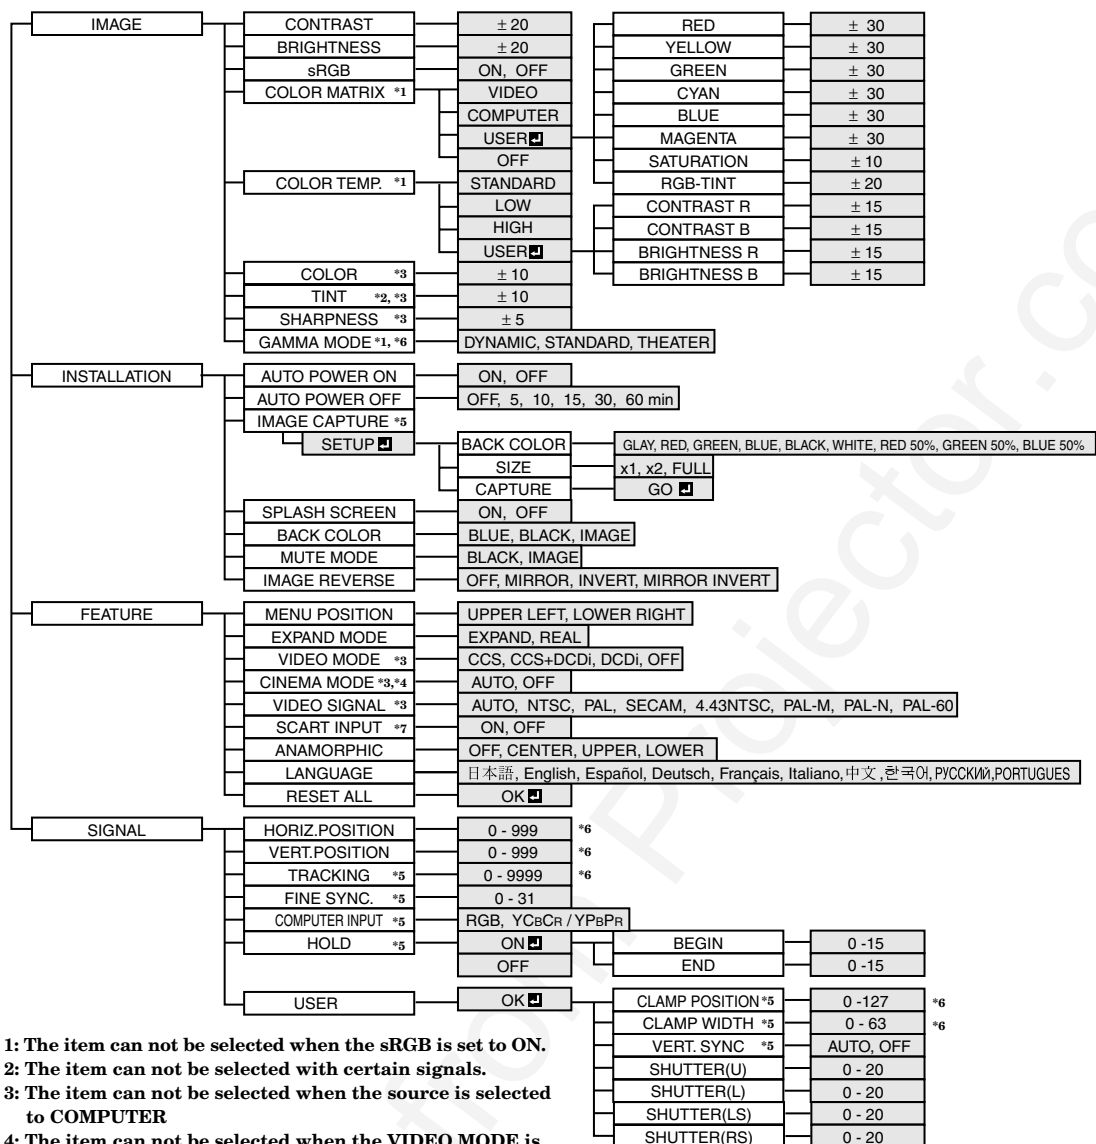 IMAGE CONTRAST ± 20 RED ± 30
BRIGHTNESS ± 20 YELLOW ± 30
sRGB ON, OFF GREEN ± 30
COLOR MATRIX *1 VIDEO CYAN ± 30
COMPUTER BLUE ± 30
USER MAGENTA ± 30
OFF SATURATION ± 10
COLOR TEMP. *1 STANDARD RGB-TINT ± 20
LOW CONTRAST R ± 15
HIGH CONTRAST B ± 15
USER BRIGHTNESS R ± 15
COLOR *3 ± 10 BRIGHTNESS B ± 15
TINT *2, *3 ± 10
SHARPNESS *3 ± 5
GAMMA MODE *1, *6 DYNAMIC, STANDARD, THEATER
INSTALLATION AUTO POWER ON ON, OFF
AUTO POWER OFF OFF, 5, 10, 15, 30, 60 min
IMAGE CAPTURE *5
SETUP BACK COLOR GLAY, RED, GREEN, BLUE, BLACK, WHITE, RED 50%, GREEN 50%, BLUE 50%
SIZE x1, x2, FULL
CAPTURE GO
SPLASH SCREEN ON, OFF
BACK COLOR BLUE, BLACK, IMAGE
MUTE MODE BLACK, IMAGE
IMAGE REVERSE OFF, MIRROR, INVERT, MIRROR INVERT
FEATURE MENU POSITION UPPER LEFT, LOWER RIGHT
EXPAND MODE EXPAND, REAL
VIDEO MODE *3 CCS, CCS+DCDi, DCDi, OFF
CINEMA MODE *3,*4 AUTO, OFF
VIDEO SIGNAL *3 AUTO, NTSC, PAL, SECAM, 4.43NTSC, PAL-M, PAL-N, PAL-60
SCART INPUT *7 ON, OFF
ANAMORPHIC OFF, CENTER, UPPER, LOWER
LANGUAGE 日本語, English, Español, Deutsch, Français, Italiano, 中文, 한국어, РУССКИЙ, PORTUGUES
RESET ALL OK
SIGNAL HORIZ.POSITION 0 - 999 *6
VERT.POSITION 0 - 999 *6
TRACKING *5 0 - 9999 *6
FINE SYNC. *5 0 - 31
COMPUTER INPUT *5 RGB, YCBCR / YPBPR
HOLD *5 ON BEGIN 0 -15
OFF END 0 -15
USER OK CLAMP POSITION *5 0 -127 *6
CLAMP WIDTH *5 0 - 63 *6
VERT. SYNC *5 AUTO, OFF
SHUTTER(U) 0 - 20
SHUTTER(L) 0 - 20
SHUTTER(LS) 0 - 20
SHUTTER(RS) 0 - 20
1: The item can not be selected when the sRGB is set to ON.
2: The item can not be selected with certain signals.
3: The item can not be selected when the source is selected
to COMPUTER
4: The item can not be selected when the VIDEO MODE is
from Projector.co